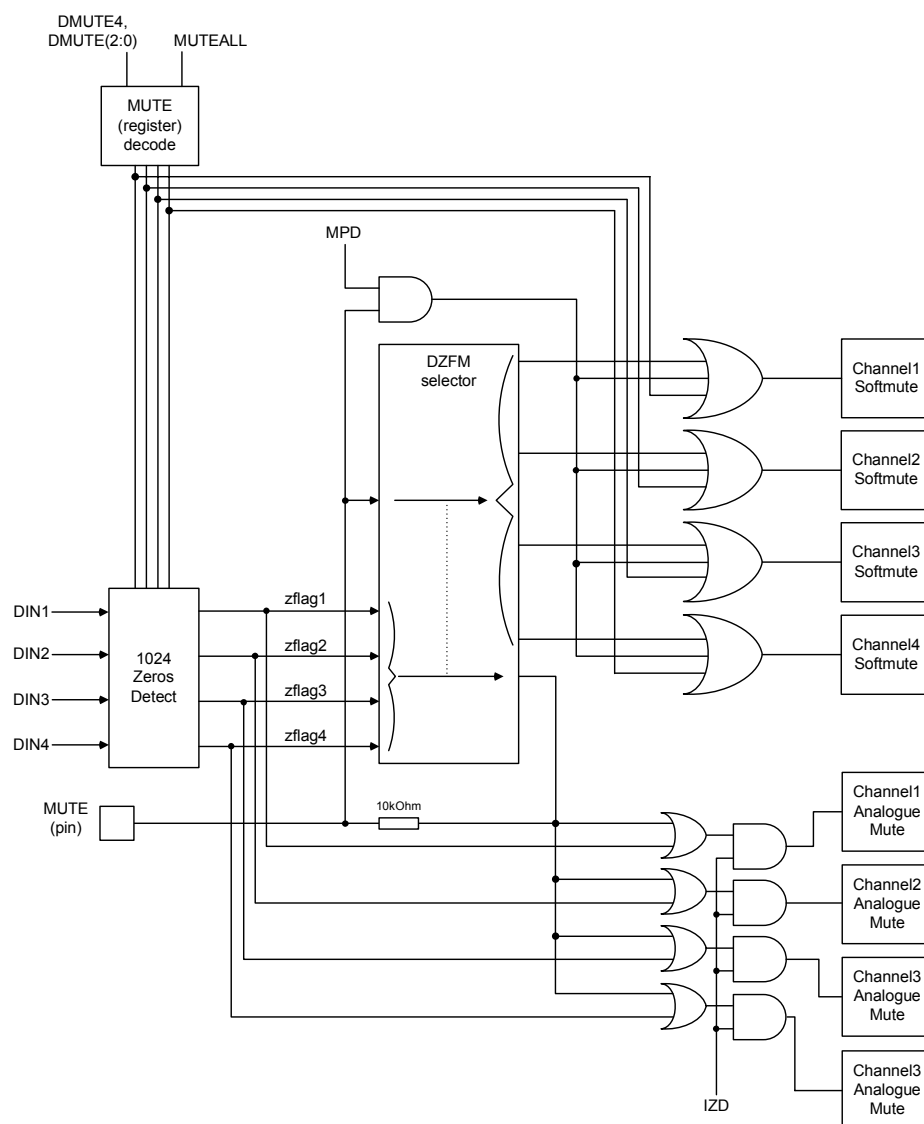 DMUTE4,
DMUTE(2:0)
MUTEALL
MUTE
(register)
decode
MPD
DZFM
selector
Channel1
Softmute
Channel2
Softmute
Channel3
Softmute
Channel4
Softmute
DIN1
DIN2
DIN3
DIN4
1024
Zeros
Detect
zflag1
zflag2
zflag3
zflag4
MUTE
(pin)
10kOhm
Channel1
Analogue
Mute
Channel2
Analogue
Mute
Channel3
Analogue
Mute
Channel3
Analogue
Mute
IZD